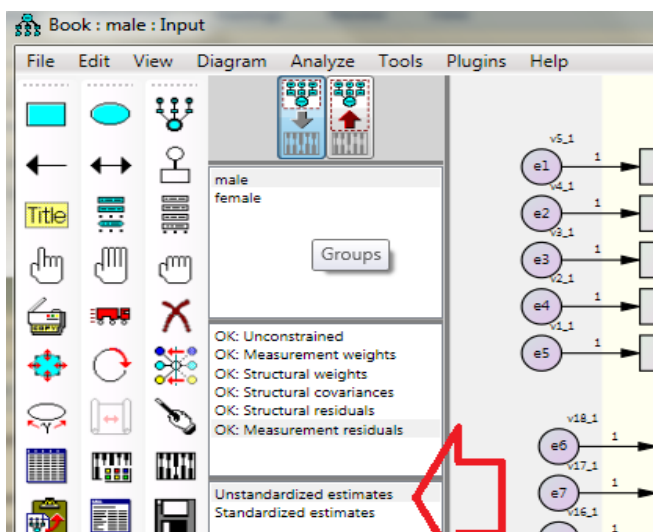 Book : male : Input
File Edit View Diagram Analyze Tools Plugins Help
Title
COPY
γ
male
female
Groups
OK: Unconstrained
OK: Measurement weights
OK: Structural weights
OK: Structural covariances
OK: Structural residuals
OK: Measurement residuals
Unstandardized estimates
Standardized estimates
v5_1
e1 1
v4_1
e2 1
v3_1
e3 1
v2_1
e4 1
v1_1
e5 1
v18_1
e6 1
v17_1
e7 1
v16_1
1